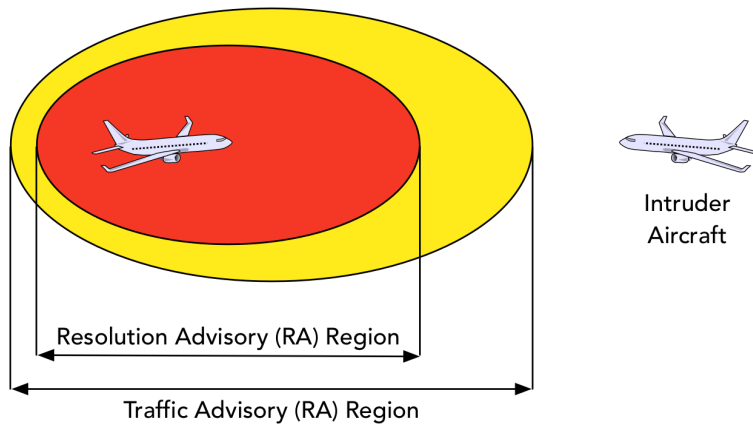 Intruder
Aircraft
Resolution Advisory (RA) Region
Traffic Advisory (RA) Region